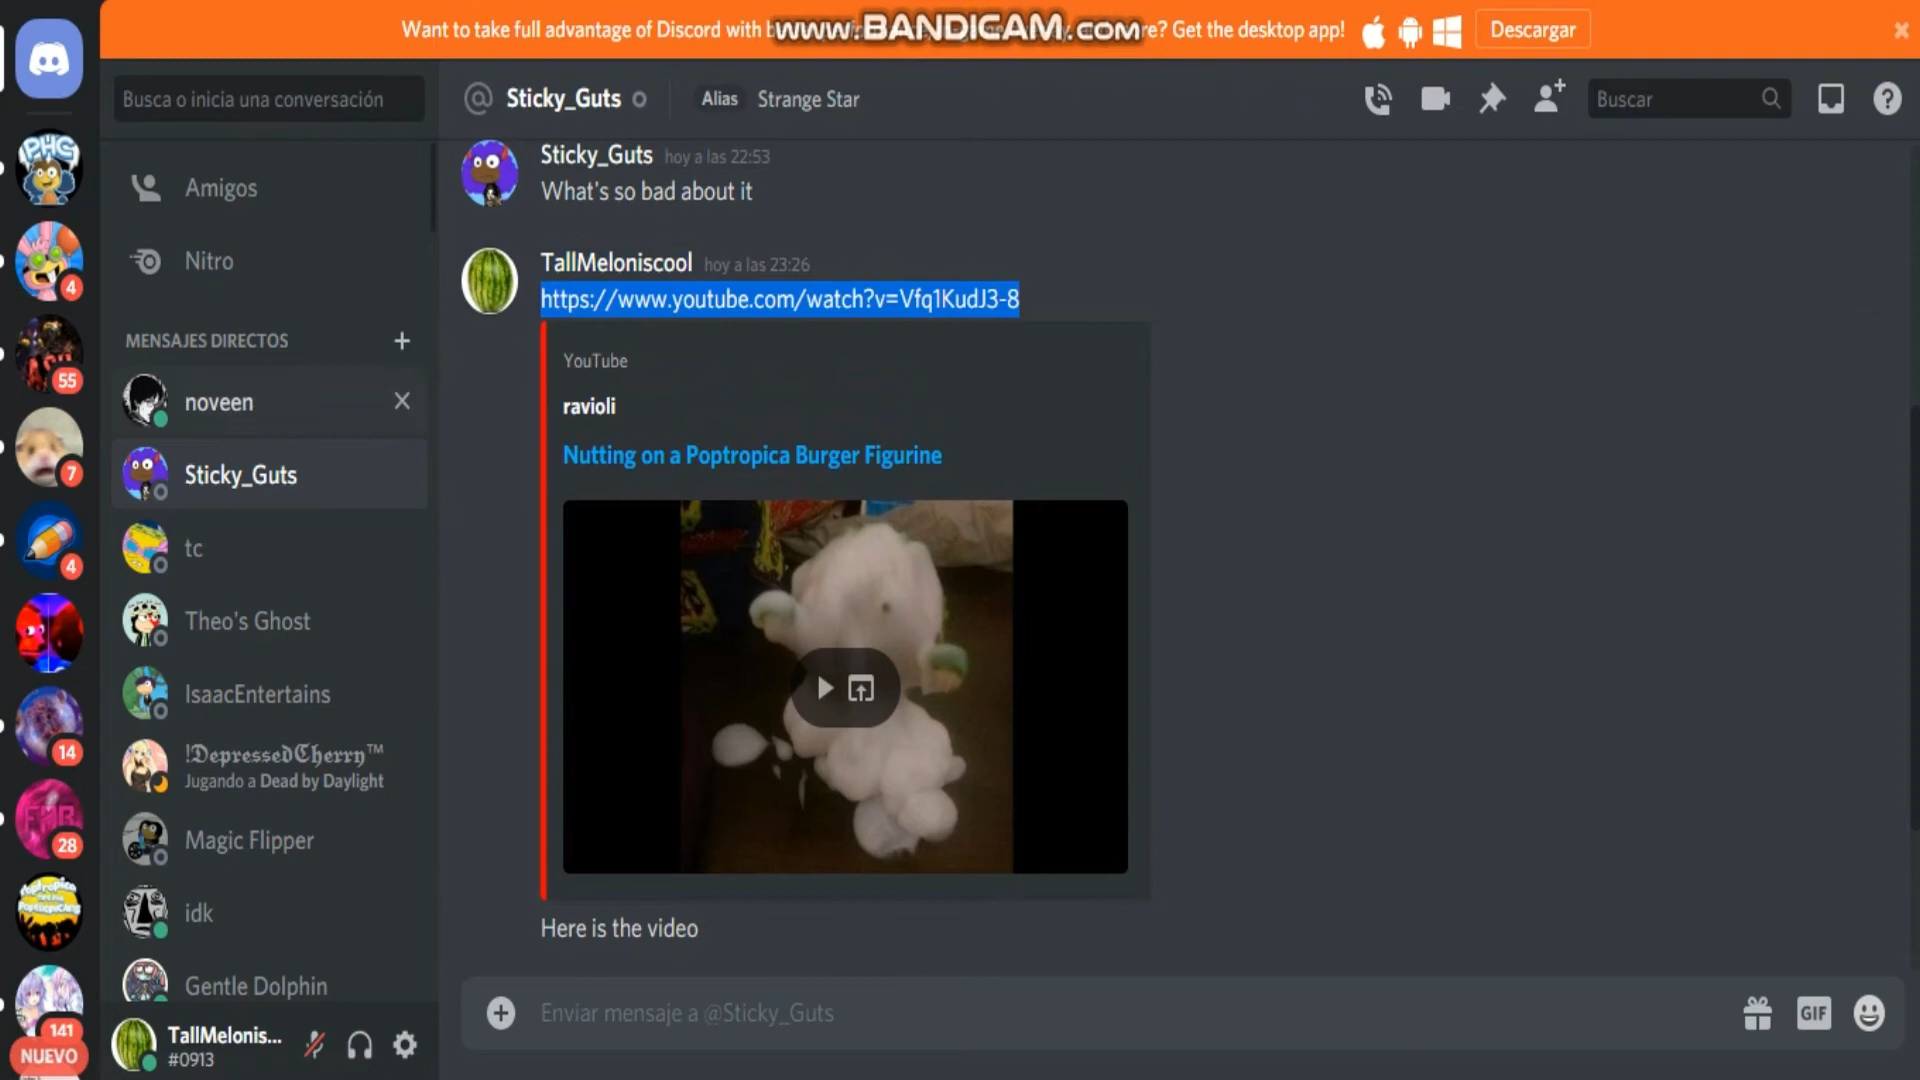 Want to take full advantage of Discord with b
www.BANDICAM.com
re? Get the desktop app!
Descargar
Busca o inicia una conversación
Sticky_Guts
Alias
Strange Star
Buscar
PHG
Amigos
Nitro
MENSAJES DIRECTOS
noveen
Sticky_Guts
tc
Theo's Ghost
IsaacEntertains
!𝕯𝖊𝖕𝖗𝖊𝖘𝖘𝖊𝖉𝕮𝖍𝖊𝖗𝖗𝖞™
Jugando a Dead by Daylight
Magic Flipper
idk
Gentle Dolphin
4
55
7
4
14
FMR
28
141
NUEVO
TallMelonis...
#0913
Sticky_Guts hoy a las 22:53
What's so bad about it
TallMeloniscool hoy a las 23:26
https://www.youtube.com/watch?v=Vfq1KudJ3-8
YouTube
ravioli
Nutting on a Poptropica Burger Figurine
Here is the video
Enviar mensaje a @Sticky_Guts
GIF